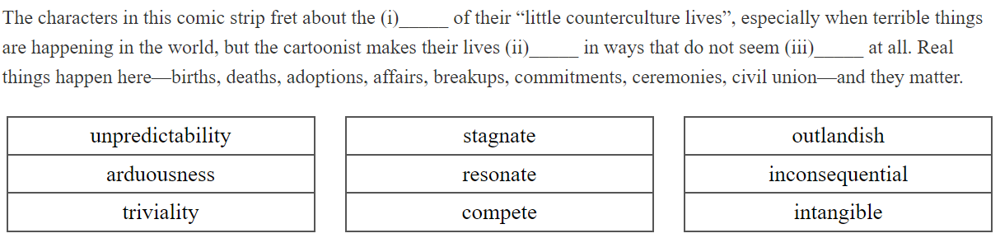 The characters in this comic strip fret about the (i)_____ of their “little counterculture lives”, especially when terrible things
are happening in the world, but the cartoonist makes their lives (ii)_____ in ways that do not seem (iii)_____ at all. Real
things happen here—births, deaths, adoptions, affairs, breakups, commitments, ceremonies, civil union—and they matter.
unpredictability stagnate outlandish
arduousness resonate inconsequential
triviality compete intangible